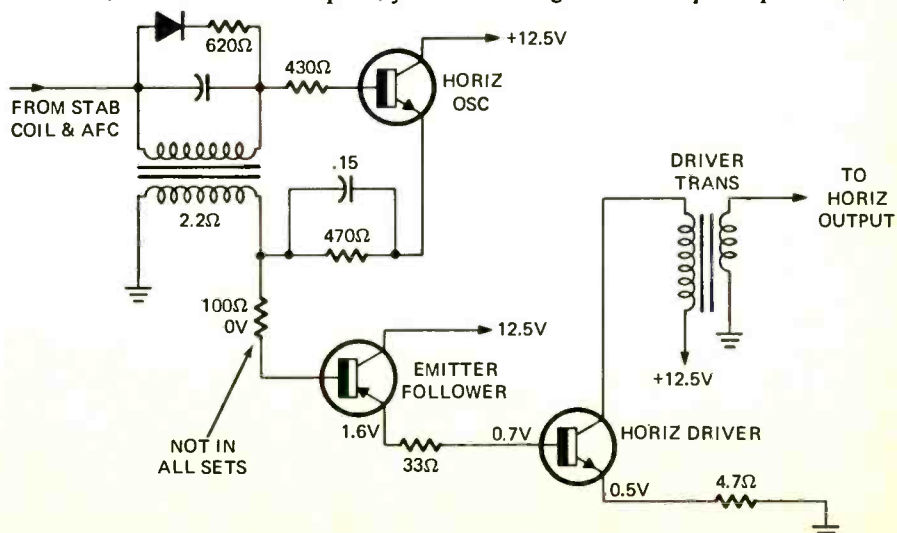 620Ω
+12.5V
430Ω
HORIZ
OSC
FROM STAB
COIL & AFC
.15
DRIVER
TRANS
TO
HORIZ
OUTPUT
2.2Ω
470Ω
100Ω
0V
12.5V
+12.5V
EMITTER
FOLLOWER
NOT IN
ALL SETS
1.6V
33Ω
0.7V
HORIZ DRIVER
0.5V
4.7Ω